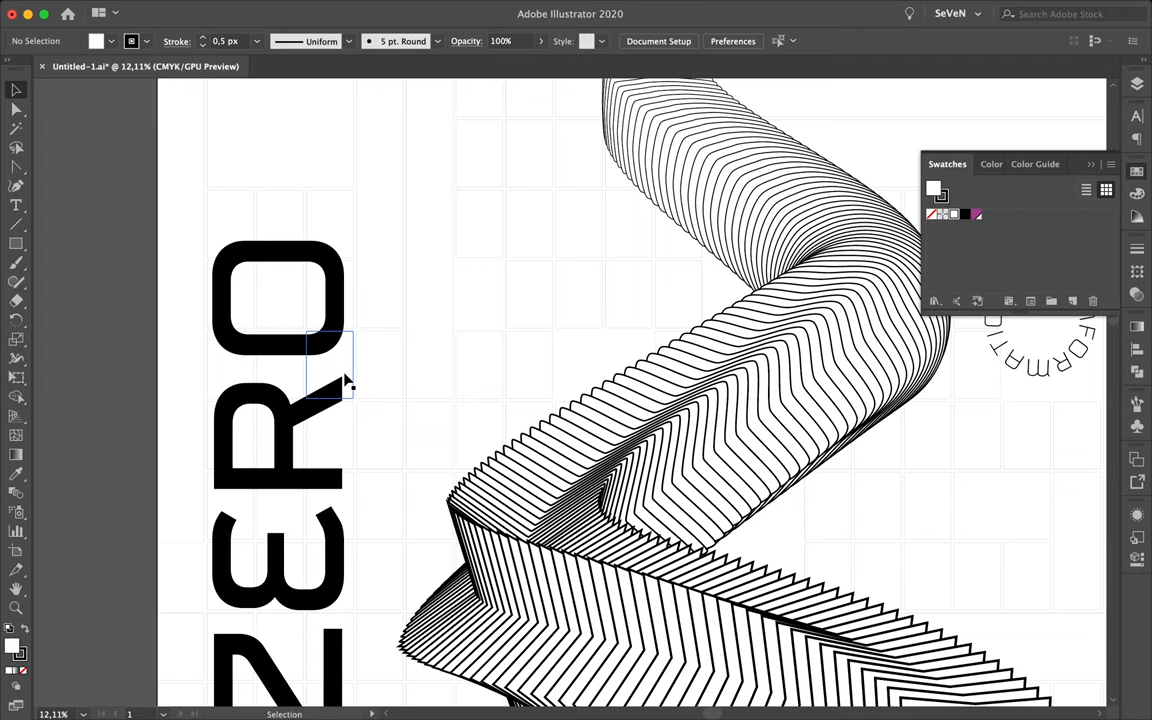 Adobe Illustrator 2020
SeVeN
Search Adobe Stock
No Selection
Stroke:
0,5 px
Uniform
5 pt. Round
Opacity:
100%
Style:
Document Setup
Preferences
Untitled-1.ai* @ 12,11% (CMYK/GPU Preview)
Swatches
Color
Color Guide
ZERO
FORMATI
12,11%
1
Selection